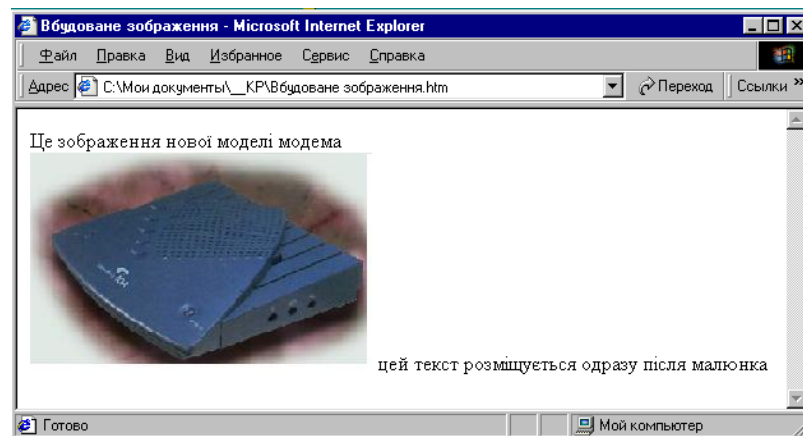 Вбудоване зображення - Microsoft Internet Explorer
Файл Правка Вид Избранное Сервис Справка
Адрес C:\Мои документы\__КР\Вбудоване зображення.htm Переход Ссылки »
Це зображення нової моделі модема
цей текст розміщується одразу після малюнка
Готово Мой компьютер